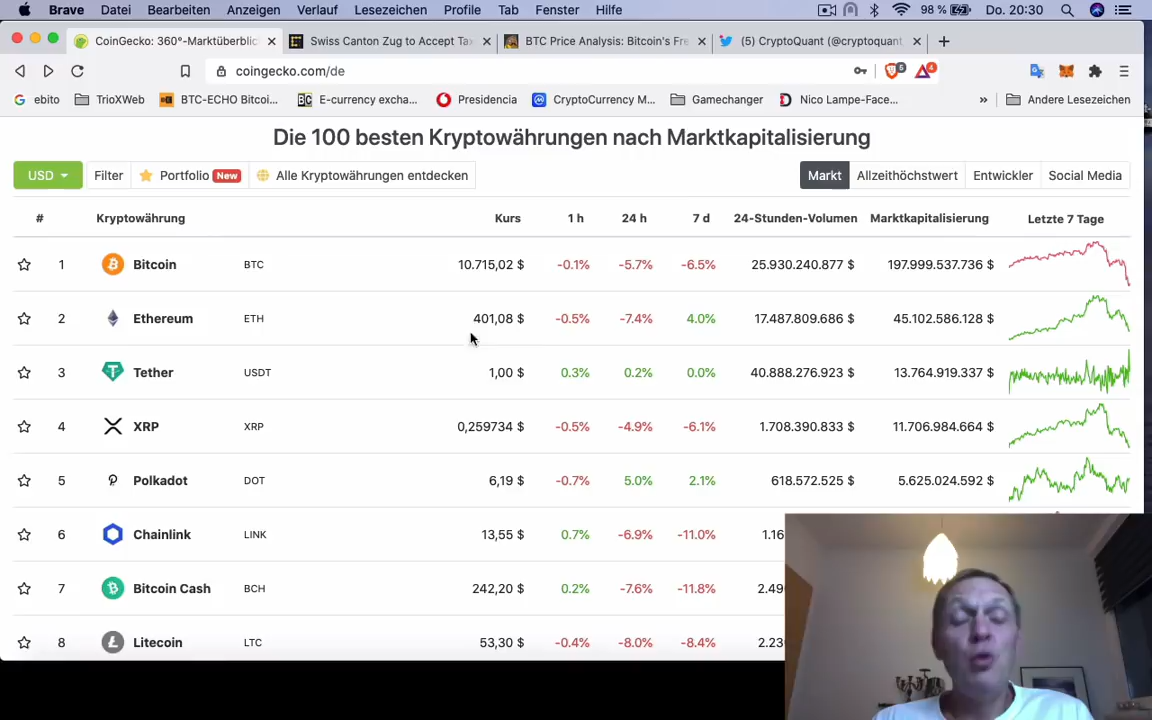 Brave Datei Bearbeiten Anzeigen Verlauf Lesezeichen Profile Tab Fenster Hilfe 98 % Do. 20:30
CoinGecko: 360°-Marktüberblic Swiss Canton Zug to Accept Tax BTC Price Analysis: Bitcoin's Fre (5) CryptoQuant (@cryptoquant
coingecko.com/de 5 4
ebito TrioXWeb BTC-ECHO Bitcoi... E-currency excha... Presidencia CryptoCurrency M... Gamechanger Nico Lampe-Face... » Andere Lesezeichen
Die 100 besten Kryptowährungen nach Marktkapitalisierung
USD Filter Portfolio New Alle Kryptowährungen entdecken Markt Allzeithöchstwert Entwickler Social Media
# Kryptowährung Kurs 1 h 24 h 7 d 24-Stunden-Volumen Marktkapitalisierung Letzte 7 Tage
1 Bitcoin BTC 10.715,02 $ -0.1% -5.7% -6.5% 25.930.240.877 $ 197.999.537.736 $
2 Ethereum ETH 401,08 $ -0.5% -7.4% 4.0% 17.487.809.686 $ 45.102.586.128 $
3 Tether USDT 1,00 $ 0.3% 0.2% 0.0% 40.888.276.923 $ 13.764.919.337 $
4 XRP XRP 0,259734 $ -0.5% -4.9% -6.1% 1.708.390.833 $ 11.706.984.664 $
5 Polkadot DOT 6,19 $ -0.7% 5.0% 2.1% 618.572.525 $ 5.625.024.592 $
6 Chainlink LINK 13,55 $ 0.7% -6.9% -11.0% 1.16
7 Bitcoin Cash BCH 242,20 $ 0.2% -7.6% -11.8%
8 Litecoin LTC 53,30 $ -0.4% -8.0% -8.4%